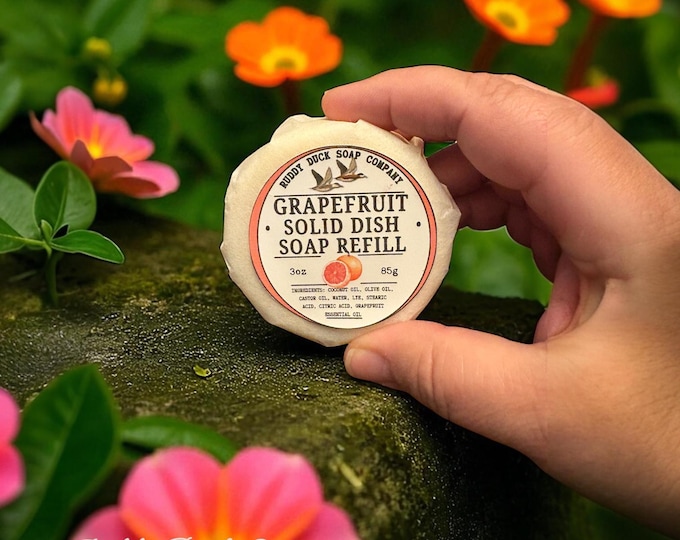 RUDDY DUCK SOAP COMPANY
GRAPEFRUIT
SOLID DISH
SOAP REFILL
3oz 85g
INGREDIENTS: COCONUT OIL, OLIVE OIL,
CASTOR OIL, WATER, LYE, STEARIC
ACID, CITRIC ACID, GRAPEFRUIT
ESSENTIAL OIL